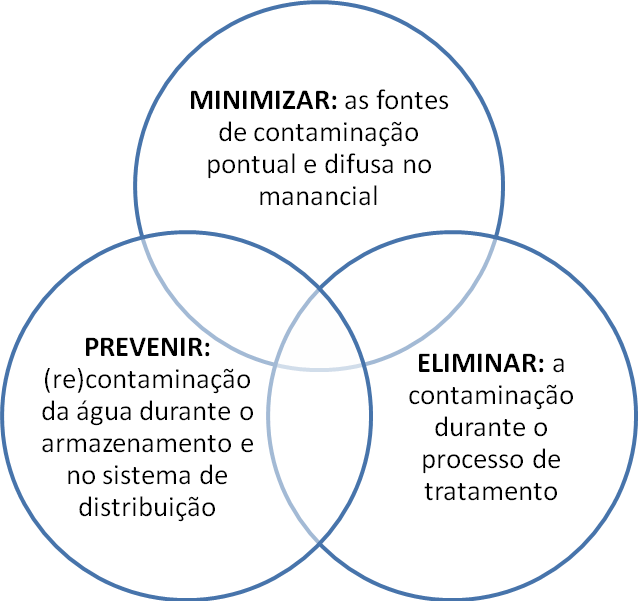 MINIMIZAR: as fontes
de contaminação
pontual e difusa no
manancial
PREVENIR:
(re)contaminação
da água durante o
armazenamento e
no sistema de
distribuição
ELIMINAR: a
contaminação
durante o
processo de
tratamento